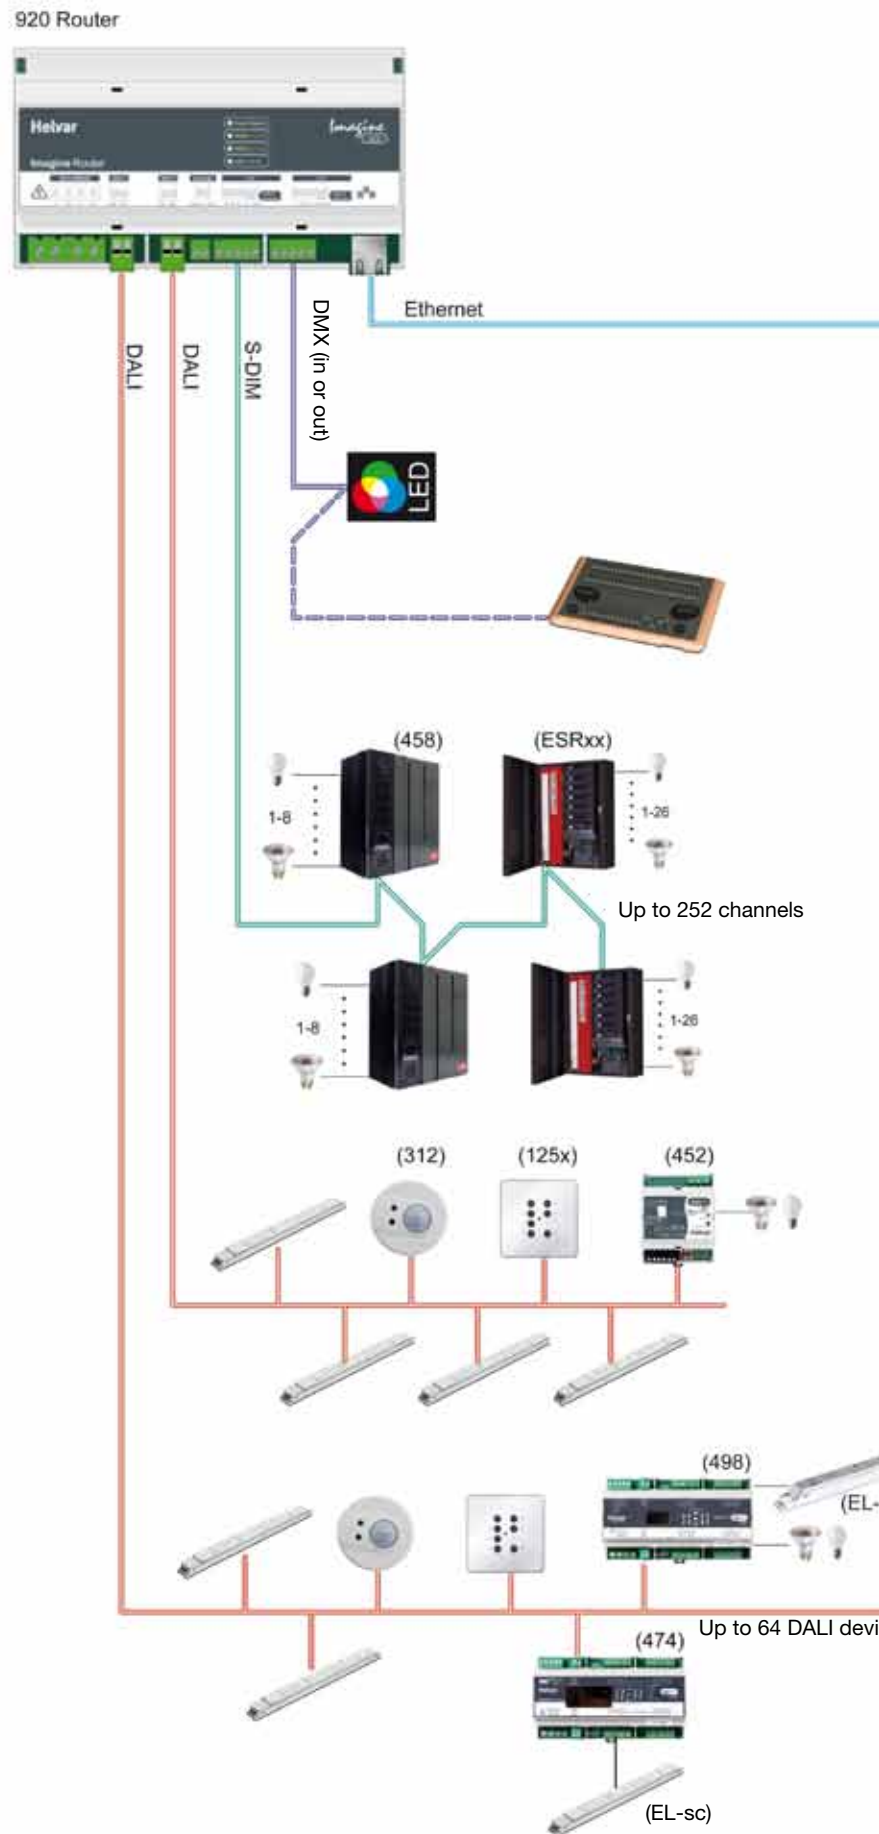 920 Router
Helvar
Imagine
Imagine Router
Ethernet
DALI
DALI
S-DIM
DMX (in or out)
LED
(458)
(ESRxx)
1-8
1-26
Up to 252 channels
1-8
1-26
(312)
(125x)
(452)
(498)
(EL-
Up to 64 DALI devi
(474)
(EL-sc)